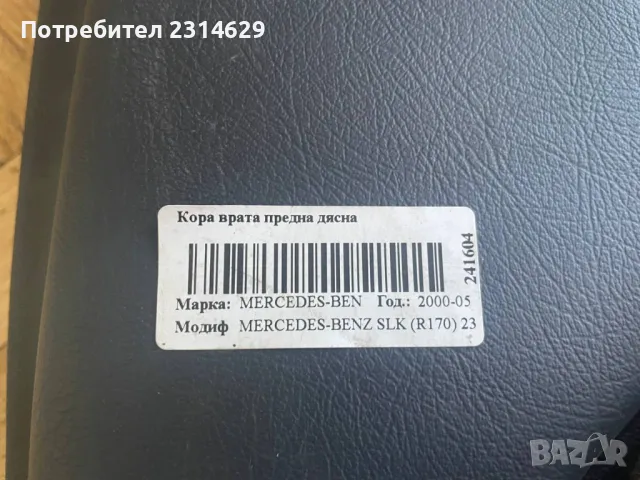 Потребител 2314629
Кора врата предна дясна
241604
Марка: MERCEDES-BEN Год.: 2000-05
Модиф MERCEDES-BENZ SLK (R170) 23
BAZAR